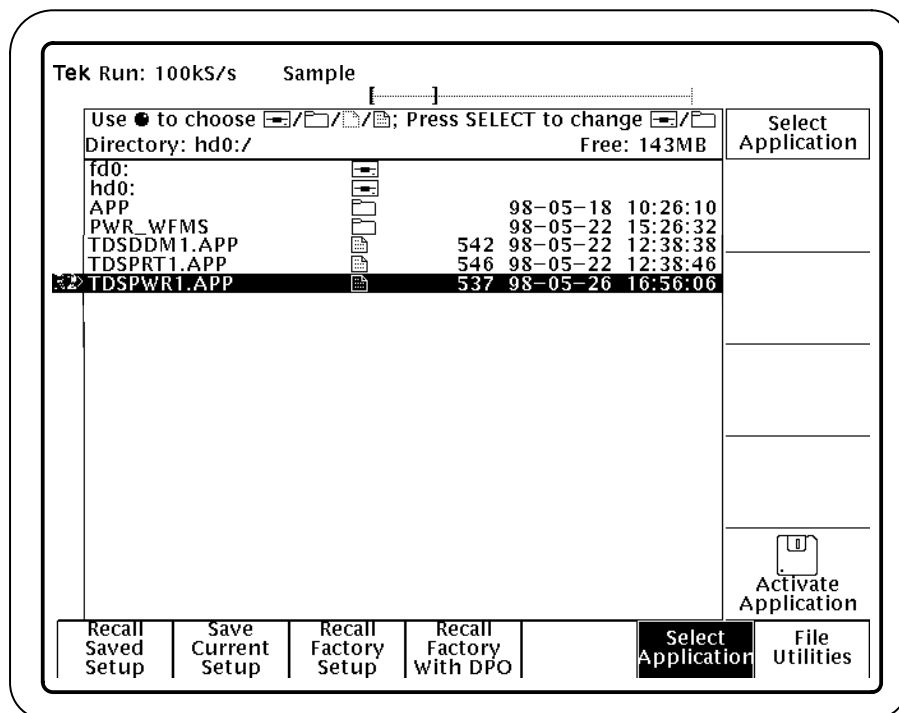 Tek Run: 100kS/s Sample
Use to choose / / / ; Press SELECT to change /
Directory: hd0:/ Free: 143MB
Select
Application
fd0:
hd0:
APP 98-05-18 10:26:10
PWR_WFMS 98-05-22 15:26:32
TDSDDM1.APP 542 98-05-22 12:38:38
TDSPRT1.APP 546 98-05-22 12:38:46
TDSPWR1.APP 537 98-05-26 16:56:06
Activate
Application
Recall
Saved
Setup
Save
Current
Setup
Recall
Factory
Setup
Recall
Factory
With DPO
Select
Application
File
Utilities